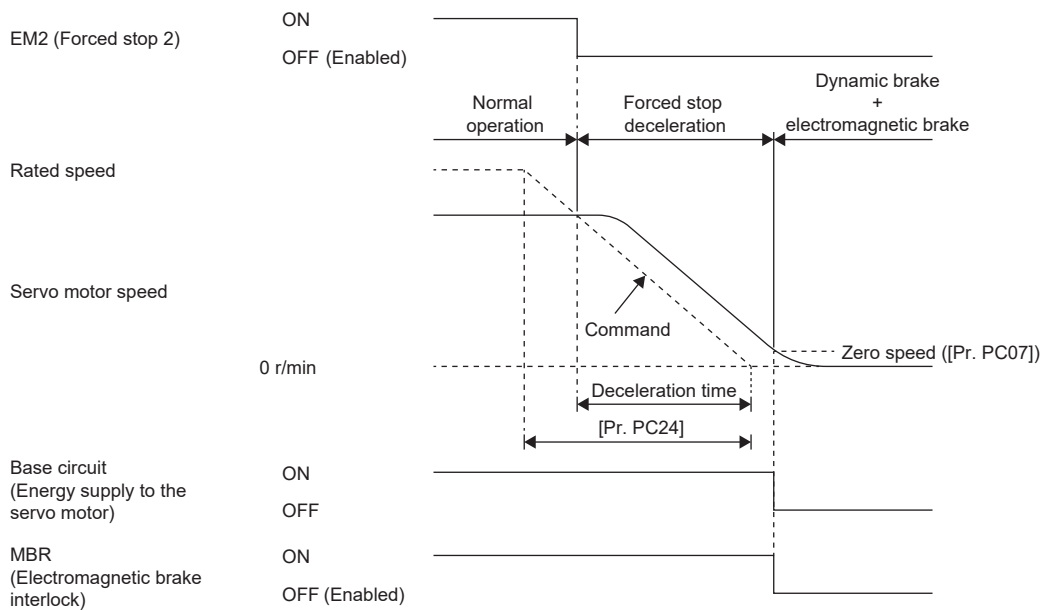 EM2 (Forced stop 2)
ON
OFF (Enabled)
Normal
operation
Forced stop
deceleration
Dynamic brake
+
electromagnetic brake
Rated speed
Servo motor speed
Command
Zero speed ([Pr. PC07])
0 r/min
Deceleration time
[Pr. PC24]
Base circuit
(Energy supply to the
servo motor)
ON
OFF
MBR
(Electromagnetic brake
interlock)
ON
OFF (Enabled)